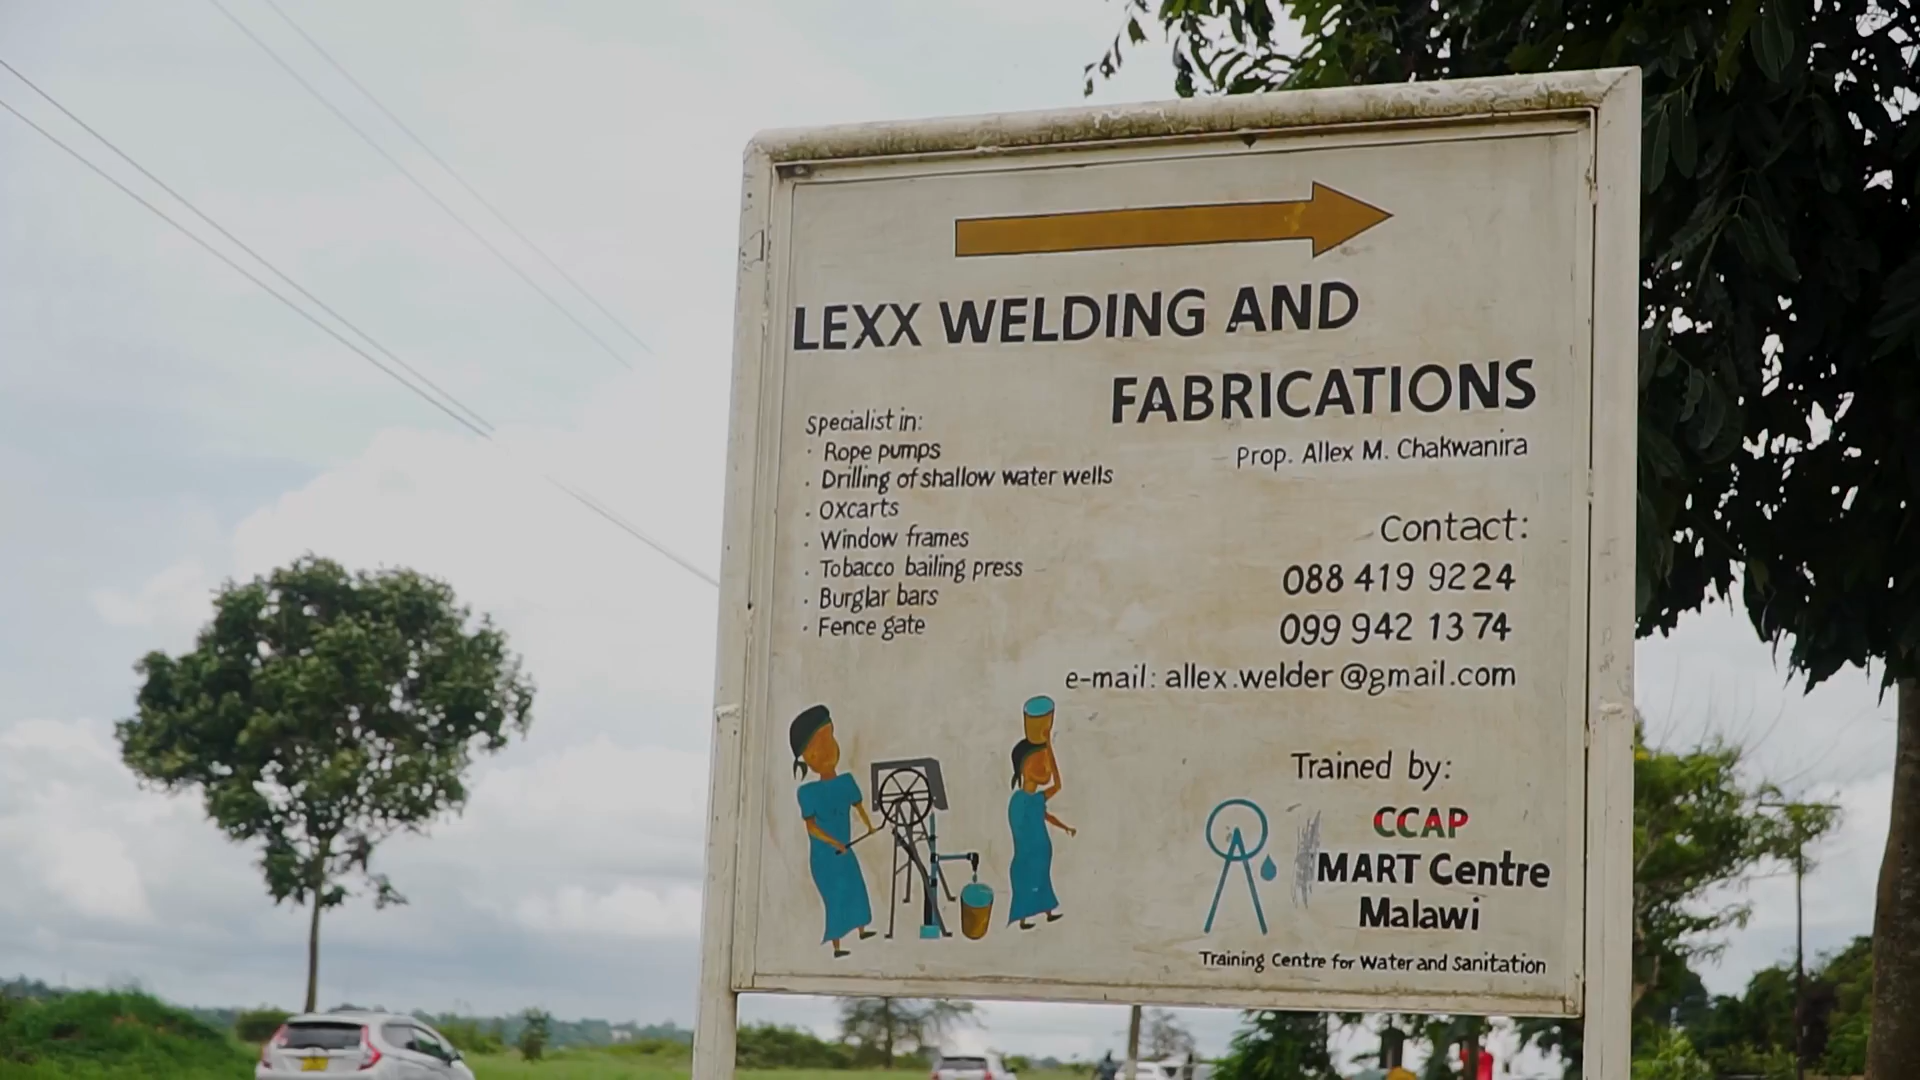 LEXX WELDING AND
FABRICATIONS
Prop. Allex M. Chakwanira
Specialist in:
· Rope pumps
· Drilling of shallow water wells
· Oxcarts
· Window frames
· Tobacco bailing press
· Burglar bars
· Fence gate
Contact:
088 419 9224
099 942 1374
e-mail: allex.welder@gmail.com
Trained by:
CCAP
MART Centre
Malawi
Training Centre for Water and Sanitation